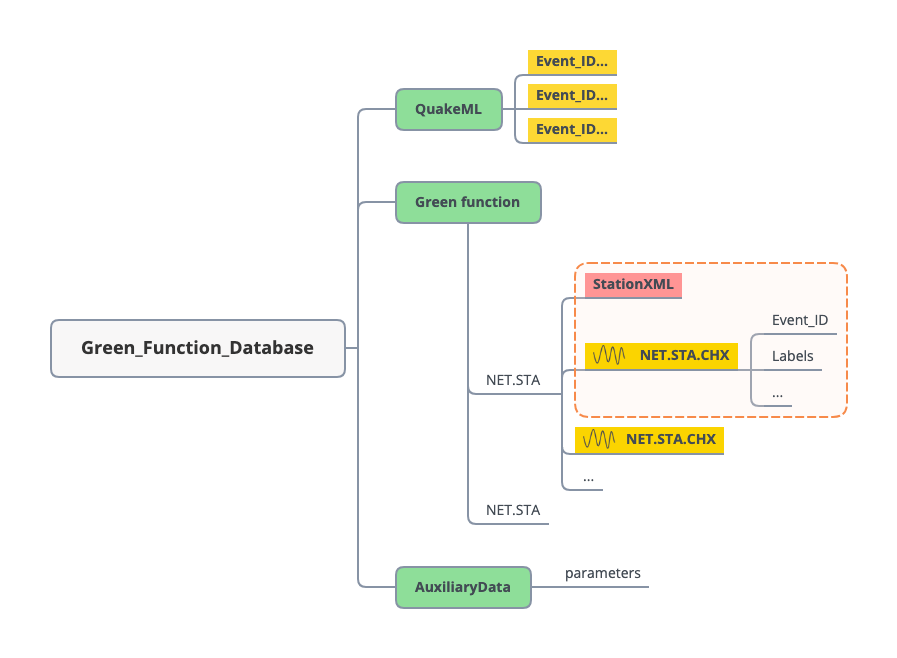 Event_ID...
QuakeML
Event_ID...
Event_ID...
Green function
StationXML
Event_ID
Green_Function_Database
NET.STA.CHX
Labels
NET.STA
...
NET.STA.CHX
...
NET.STA
AuxiliaryData
parameters